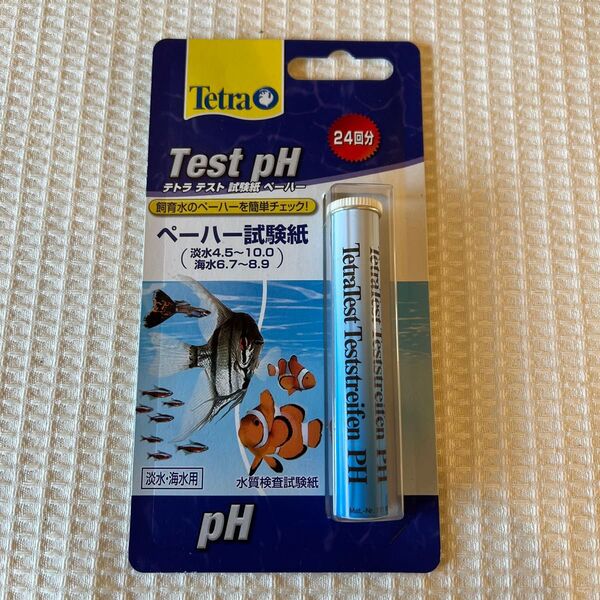 Tetra
24回分
Test pH
テトラ テスト 試験紙 ペーハー
飼育水のペーハーを簡単チェック!
ペーハー試験紙
(淡水4.5〜10.0
海水6.7〜8.9)
TetraTest Teststreifen PH
TetraTest Teststreifen PH
Mat.-Nr.
淡水・海水用
水質検査試験紙
pH